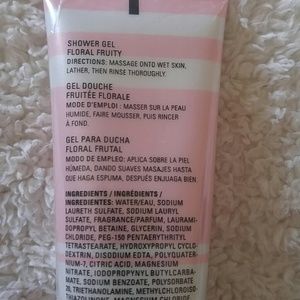 SHOWER GEL
FLORAL FRUITY
DIRECTIONS: MASSAGE ONTO WET SKIN,
LATHER, THEN RINSE THOROUGHLY.
GEL DOUCHE
FRUITÉE FLORALE
MODE D'EMPLOI : MASSER SUR LA PEAU
HUMIDE, FAIRE MOUSSER, PUIS RINCER
À FOND.
GEL PARA DUCHA
FLORAL FRUTAL
MODO DE EMPLEO: APLICA SOBRE LA PIEL
HÚMEDA, DANDO SUAVES MASAJES HASTA
QUE HAGA ESPUMA, DESPUÉS ENJUAGA BIEN
INGREDIENTS / INGRÉDIENTS /
INGREDIENTES: WATER/EAU, SODIUM
LAURETH SULFATE, SODIUM LAURYL
SULFATE, FRAGRANCE/PARFUM, LAURAMI-
DOPROPYL BETAINE, GLYCERIN, SODIUM
CHLORIDE, PEG-150 PENTAERYTHRITYL
TETRASTEARATE, HYDROXYPROPYL CYCLO-
DEXTRIN, DISODIUM EDTA, POLYQUATER-
NIUM-7, CITRIC ACID, MAGNESIUM
NITRATE, IODOPROPYNYL BUTYLCARBA-
MATE, SODIUM BENZOATE, POLYSORBATE
20, TRIETHANOLAMINE, METHYLCHLOROISO-
THIAZOLINONE, MAGNESIUM CHLORIDE